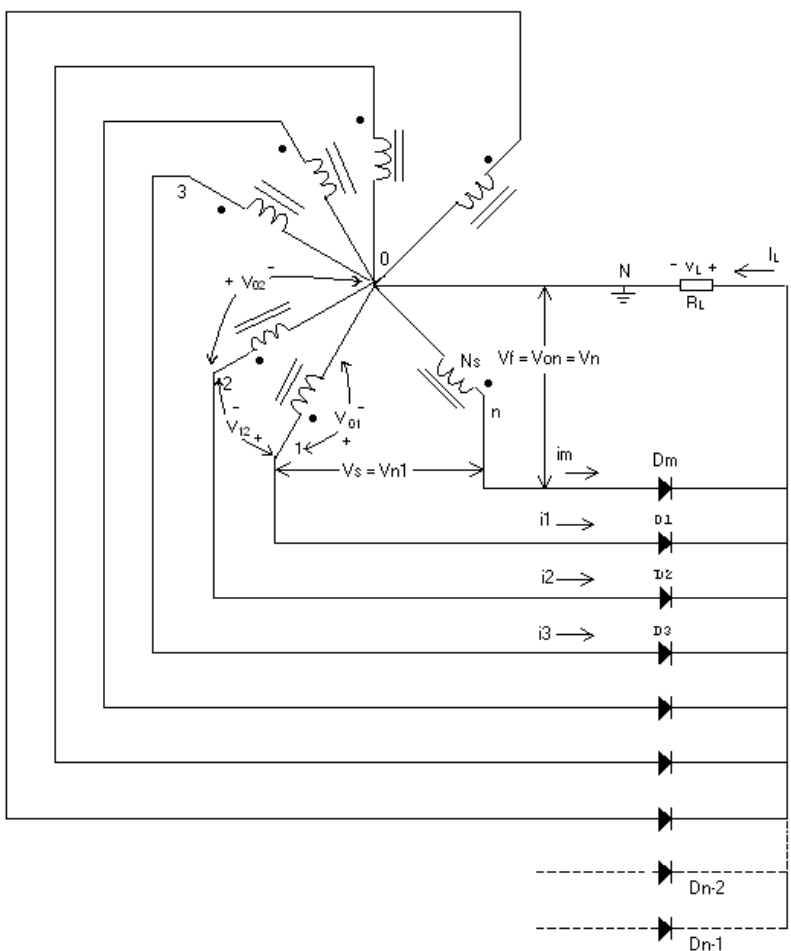 3
0
N
- VL +
IL
RL
+ V02 -
Ns
Vf = Von = Vn
2
n
- V12 +
V01 -
+
1
Vs = Vn1
im
Dm
i1
D1
i2
D2
i3
D3
Dn-2
Dn-1